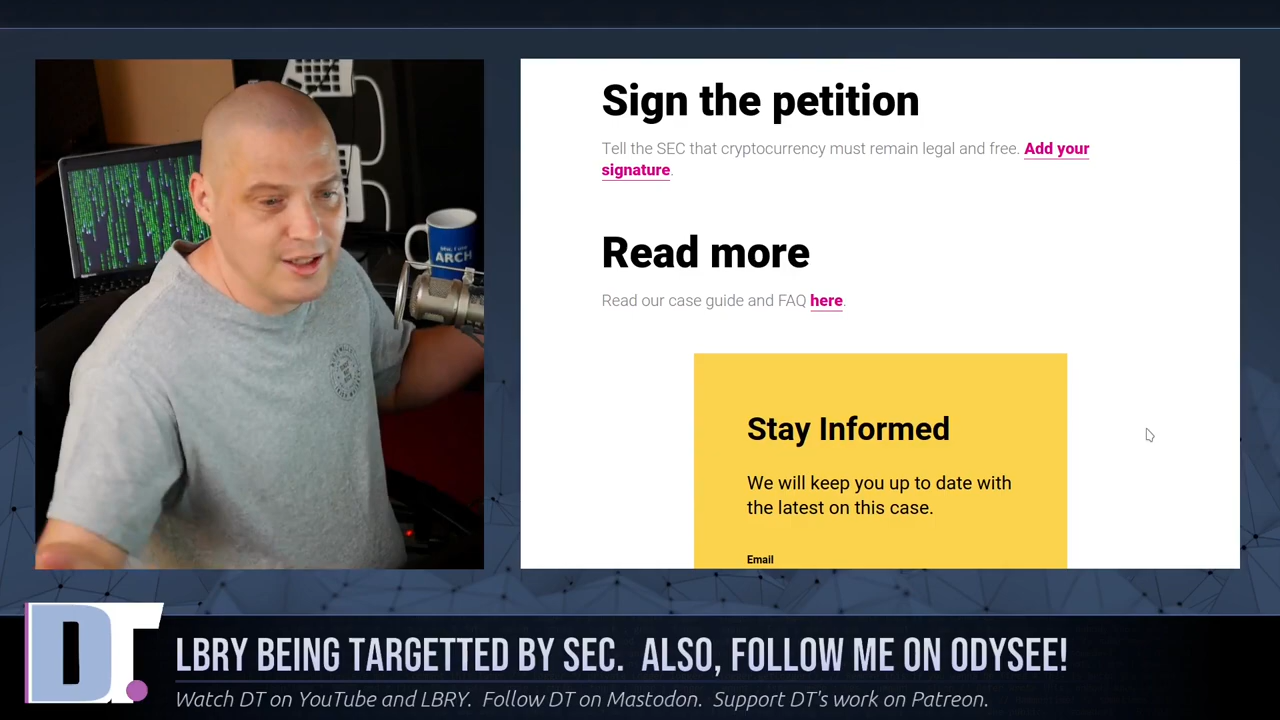 Sign the petition
Tell the SEC that cryptocurrency must remain legal and free. Add your
signature.
Read more
Read our case guide and FAQ here.
Stay Informed
We will keep you up to date with
the latest on this case.
Email
ARCH
DT.
LBRY BEING TARGETTED BY SEC. ALSO, FOLLOW ME ON ODYSEE!
Watch DT on YouTube and LBRY. Follow DT on Mastodon. Support DT's work on Patreon.